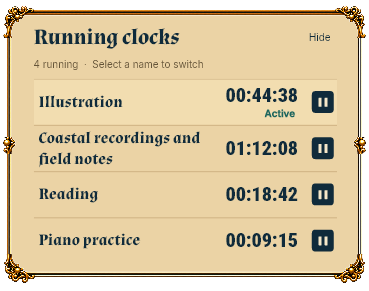 Running clocks
Hide
4 running · Select a name to switch
Illustration
00:44:38
Active
Coastal recordings and
field notes
01:12:08
Reading
00:18:42
Piano practice
00:09:15